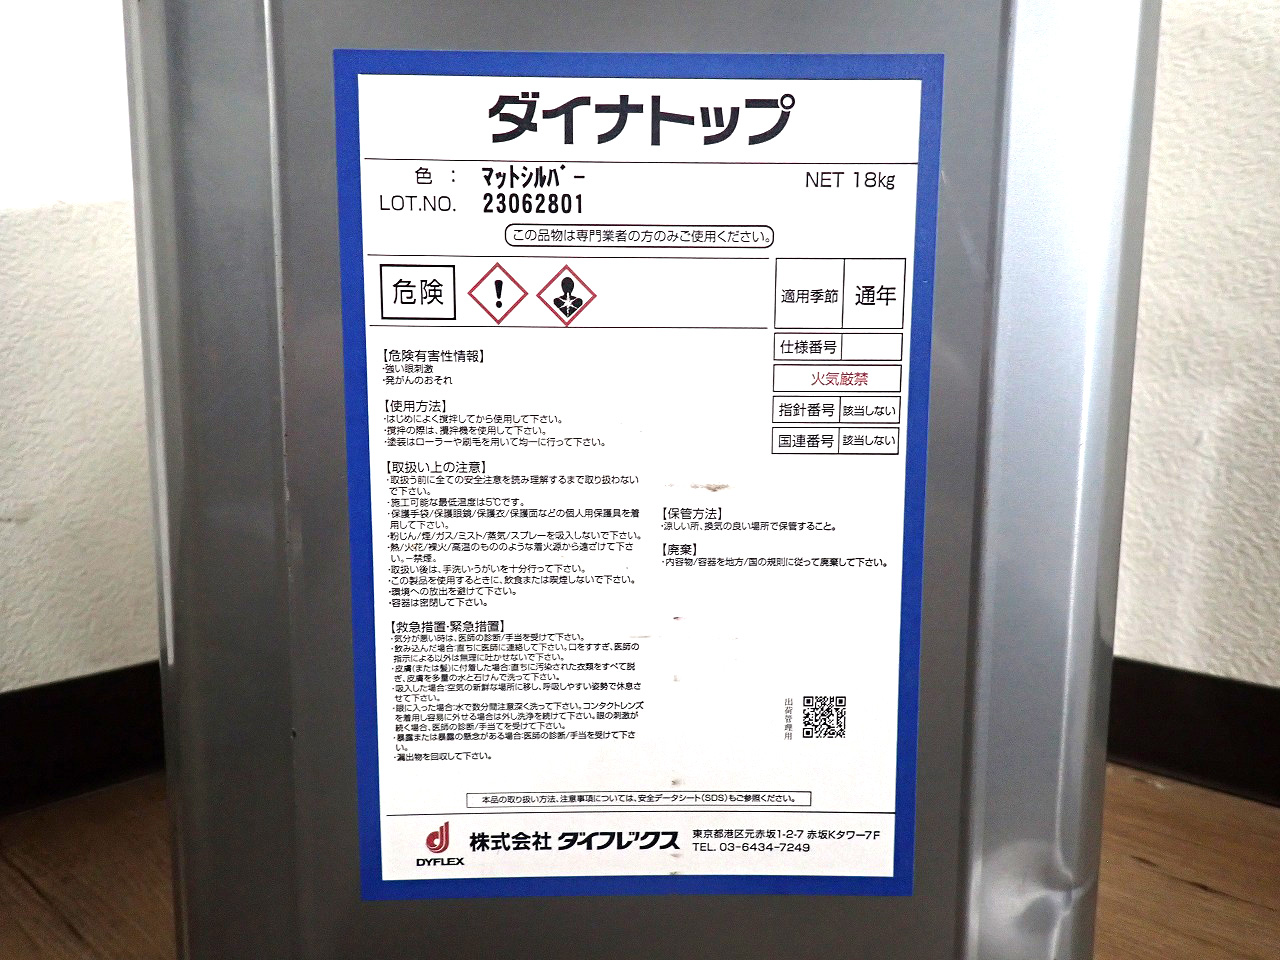 ダイナトップ
色 : マットシルバー
NET 18kg
LOT.NO. 23062801
この品物は専門業者の方のみご使用ください。
危険
適用季節 通年
仕様番号
火気厳禁
指針番号 該当しない
国連番号 該当しない
【危険有害性情報】
・強い眼刺激
・発がんのおそれ
【使用方法】
・はじめによく撹拌してから使用して下さい。
・撹拌の際は、攪拌機を使用して下さい。
・塗装はローラーや刷毛を用いて均一に行って下さい。
【取扱い上の注意】
・取扱う前に全ての安全注意を読み理解するまで取り扱わない
で下さい。
・施工可能な最低温度は5℃です。
・保護手袋/保護眼鏡/保護衣/保護面などの個人用保護具を着
用して下さい。
・粉じん/煙/ガス/ミスト/蒸気/スプレーを吸入しないで下さい。
・熱/火花/裸火/高温のもののような着火源から遠ざけて下さ
い。−禁煙。
・取扱い後は、手洗い・うがいを十分行って下さい。
・この製品を使用するときに、飲食または喫煙しないで下さい。
・環境への放出を避けて下さい。
・容器は密閉して下さい。
【救急措置・緊急措置】
・気分が悪い時は、医師の診断/手当を受けて下さい。
・飲み込んだ場合:直ちに医師に連絡して下さい。口をすすぎ、医師の
指示による以外は無理に吐かせないで下さい。
・皮膚(または髪)に付着した場合:直ちに汚染された衣類をすべて脱
ぎ、皮膚を多量の水と石けんで洗って下さい。
・吸入した場合:空気の新鮮な場所に移し、呼吸しやすい姿勢で休息さ
せて下さい。
・眼に入った場合:水で数分間注意深く洗って下さい。コンタクトレンズ
を着用し容易に外せる場合は外し洗浄を続けて下さい。眼の刺激が
続く場合、医師の診断/手当てを受けて下さい。
・暴露または暴露の懸念がある場合:医師の診断/手当を受けて下さ
い。
・漏出物を回収して下さい。
【保管方法】
・涼しい所、換気の良い場所で保管すること。
【廃棄】
・内容物/容器を地方/国の規則に従って廃棄して下さい。
出荷管理用
本品の取り扱い方法、注意事項については、安全データシート(SDS)もご参照ください。
DYFLEX
株式会社 ダイフレックス
東京都港区元赤坂1-2-7 赤坂Kタワー7F
TEL. 03-6434-7249